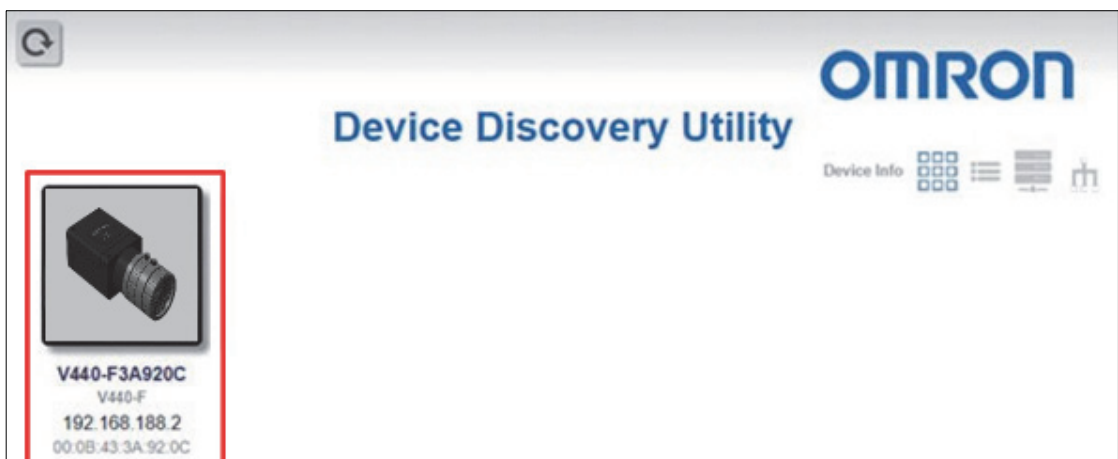 OMRON
Device Discovery Utility
Device Info
V440-F3A920C
V440-F
192.168.188.2
00:0B:43:3A:92:0C